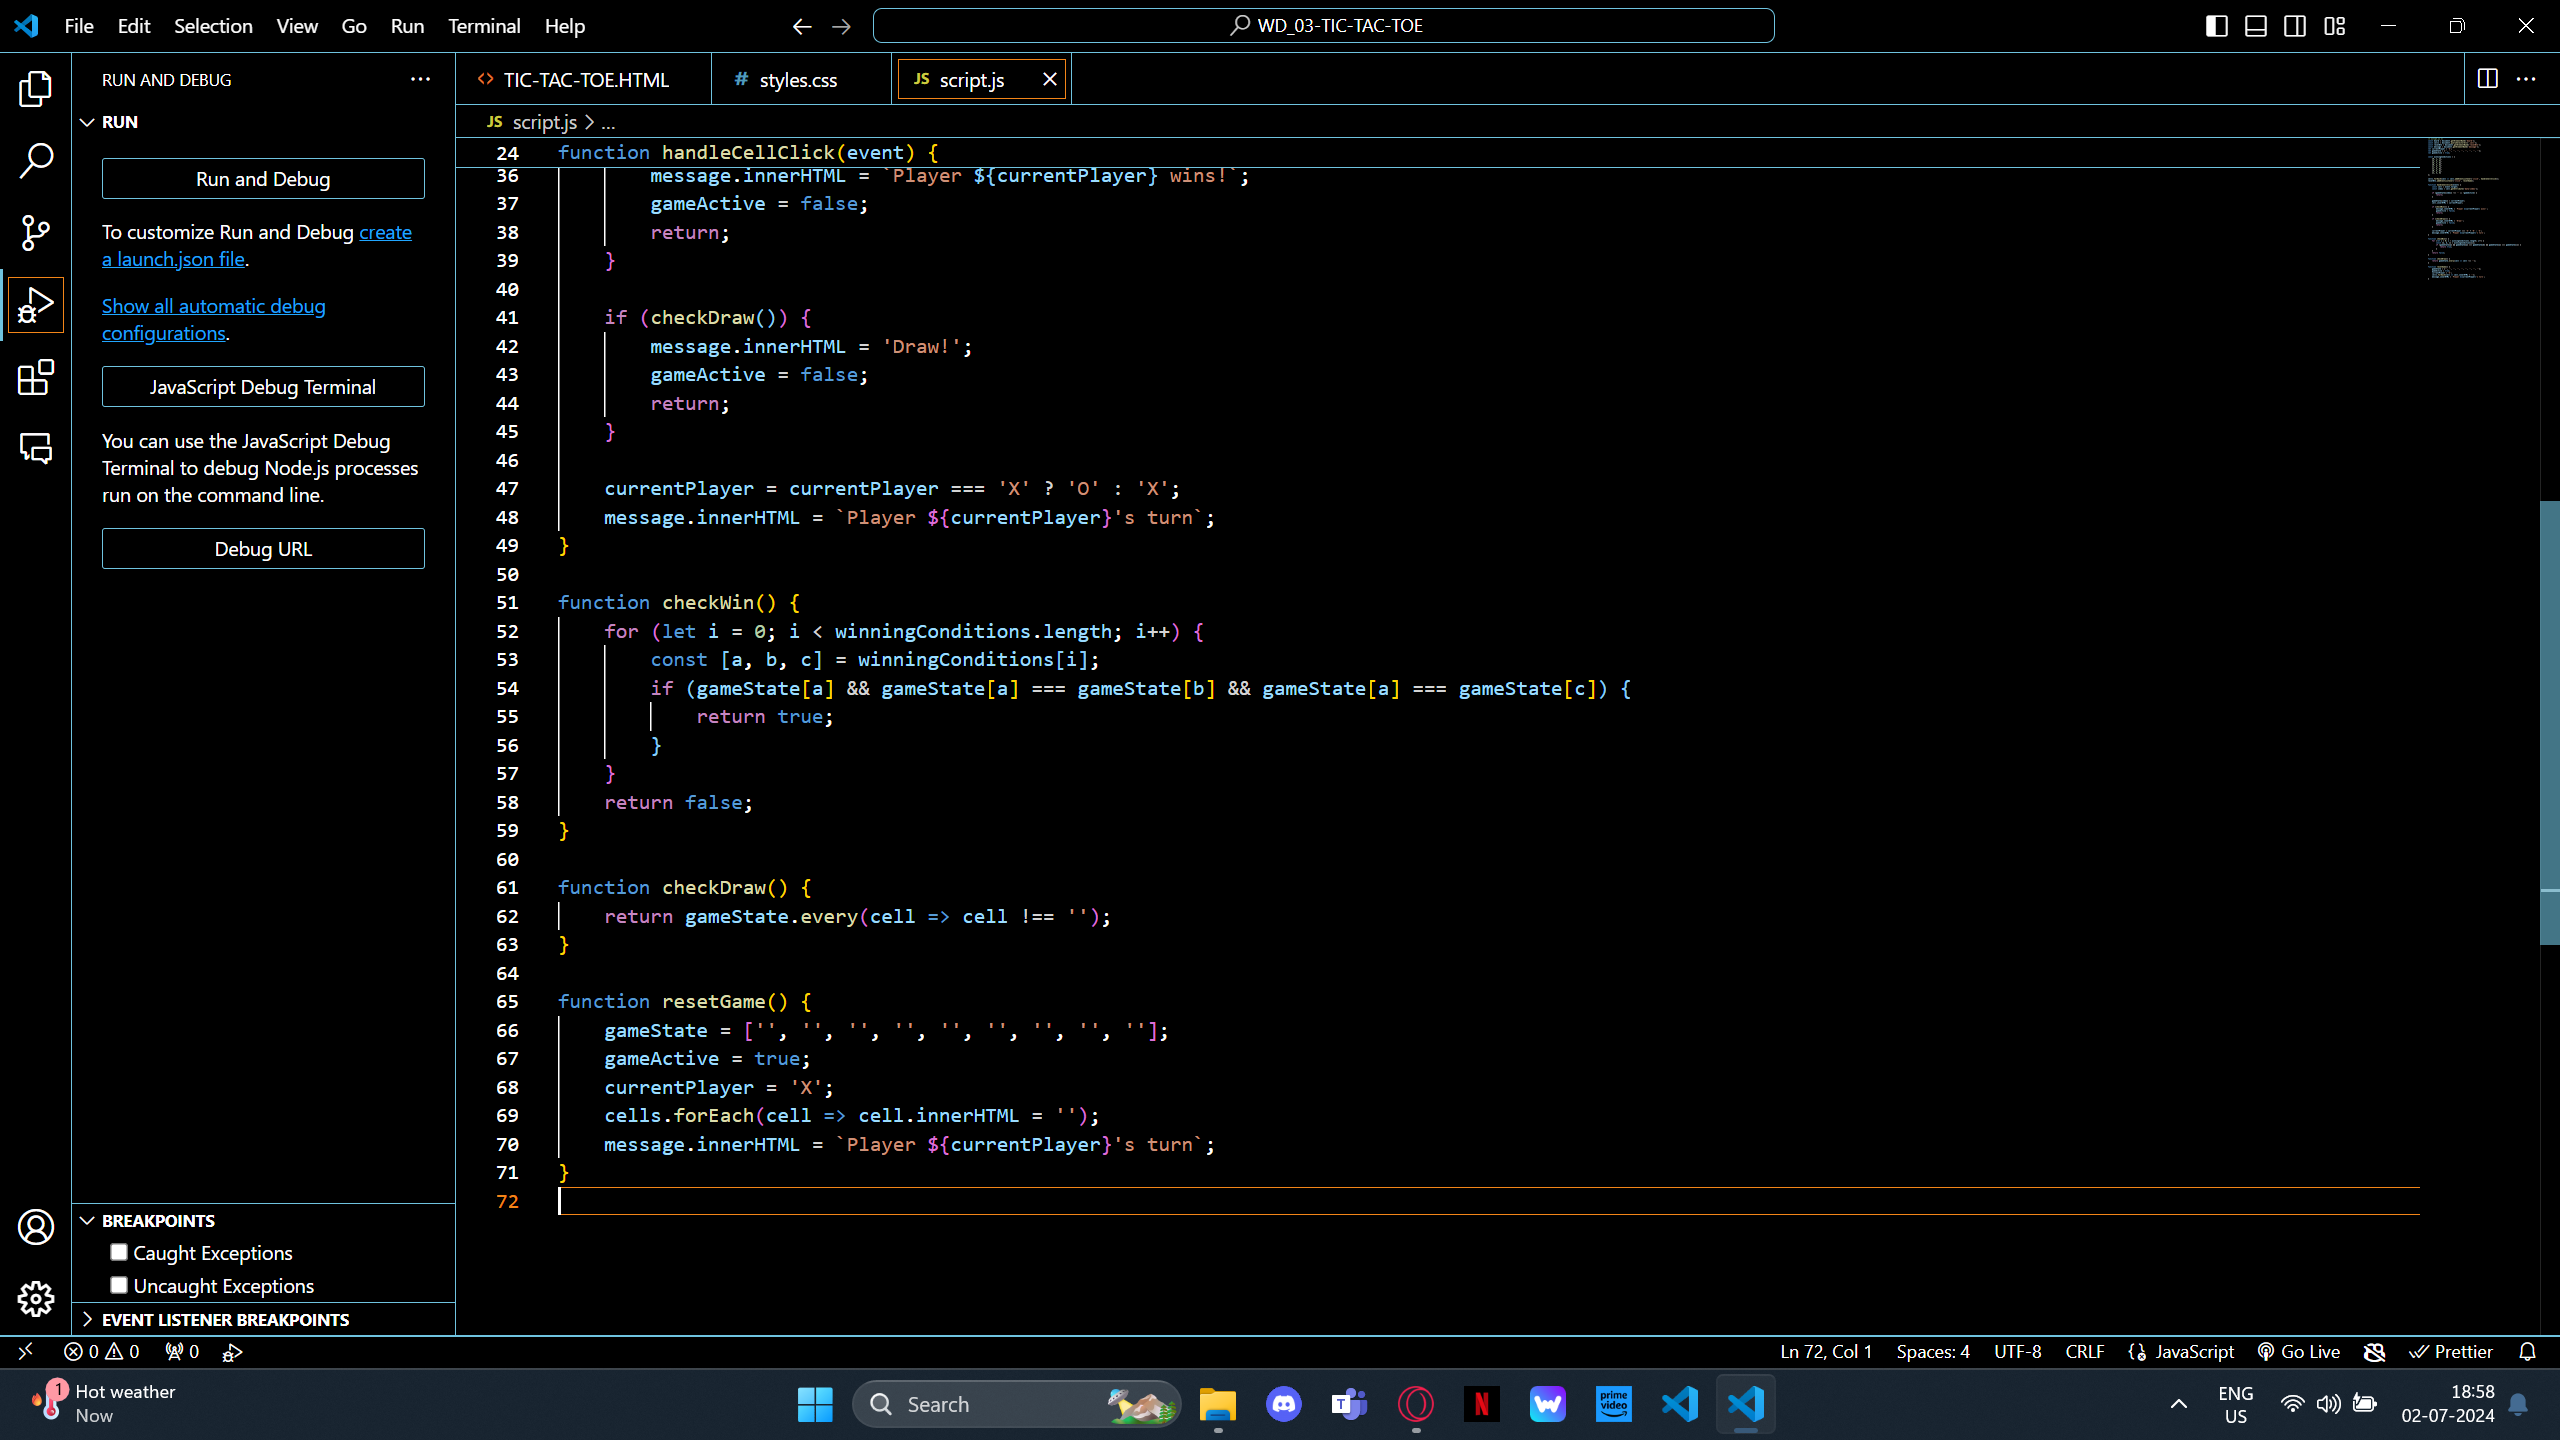 File Edit Selection View Go Run Terminal Help
WD_03-TIC-TAC-TOE
RUN AND DEBUG
RUN
Run and Debug
To customize Run and Debug create
a launch.json file.
Show all automatic debug
configurations.
JavaScript Debug Terminal
You can use the JavaScript Debug
Terminal to debug Node.js processes
run on the command line.
Debug URL
BREAKPOINTS
Caught Exceptions
Uncaught Exceptions
EVENT LISTENER BREAKPOINTS
<> TIC-TAC-TOE.HTML # styles.css JS script.js
JS script.js > ...
24 function handleCellClick(event) {
36 message.innerHTML = `Player ${currentPlayer} wins!`;
37 gameActive = false;
38 return;
39 }
40
41 if (checkDraw()) {
42 message.innerHTML = 'Draw!';
43 gameActive = false;
44 return;
45 }
46
47 currentPlayer = currentPlayer === 'X' ? 'O' : 'X';
48 message.innerHTML = `Player ${currentPlayer}'s turn`;
49 }
50
51 function checkWin() {
52 for (let i = 0; i < winningConditions.length; i++) {
53 const [a, b, c] = winningConditions[i];
54 if (gameState[a] && gameState[a] === gameState[b] && gameState[a] === gameState[c]) {
55 return true;
56 }
57 }
58 return false;
59 }
60
61 function checkDraw() {
62 return gameState.every(cell => cell !== '');
63 }
64
65 function resetGame() {
66 gameState = ['', '', '', '', '', '', '', '', ''];
67 gameActive = true;
68 currentPlayer = 'X';
69 cells.forEach(cell => cell.innerHTML = '');
70 message.innerHTML = `Player ${currentPlayer}'s turn`;
71 }
72
0 0 0
Ln 72, Col 1 Spaces: 4 UTF-8 CRLF JavaScript Go Live Prettier
1 Hot weather
Now
Search
T
N
prime
video
ENG
US
18:58
02-07-2024